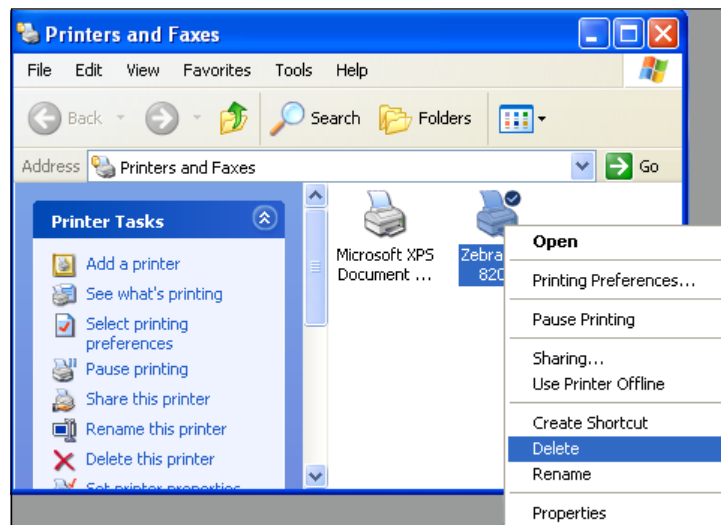 Printers and Faxes
File Edit View Favorites Tools Help
Back Search Folders
Address Printers and Faxes Go
Printer Tasks
Add a printer
See what's printing
Select printing
preferences
Pause printing
Share this printer
Rename this printer
Delete this printer
Set printer properties
Microsoft XPS
Document ...
Zebra
820
Open
Printing Preferences...
Pause Printing
Sharing...
Use Printer Offline
Create Shortcut
Delete
Rename
Properties